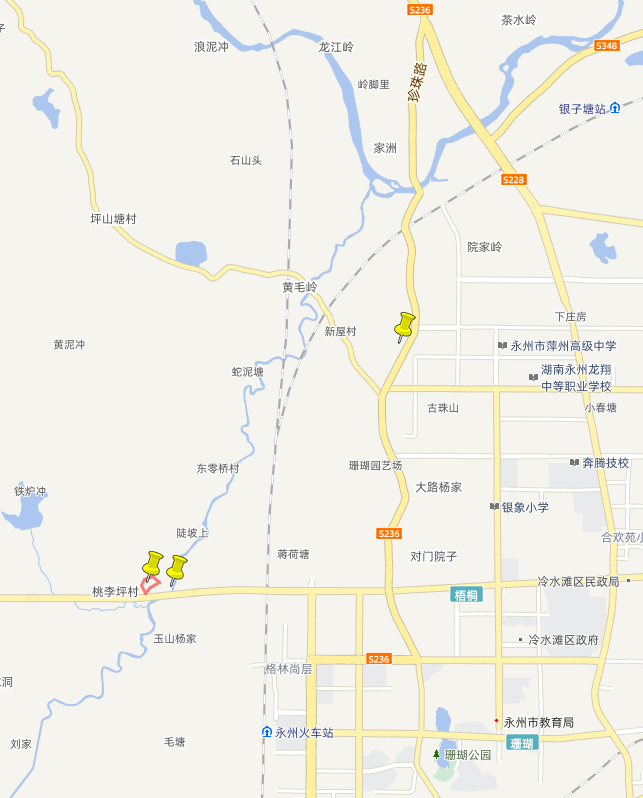 S236
茶水岭
浪泥冲
龙江岭
S348
岭脚里
珍珠路
银子塘站
家洲
石山头
S228
坪山塘村
院家岭
黄毛岭
下庄房
新屋村
黄泥冲
永州市萍州高级中学
蛇泥塘
湖南永州龙翔
中等职业学校
古珠山
小春塘
珊瑚园艺场
奔腾技校
东零桥村
大路杨家
铁炉冲
银象小学
陡坡上
S236
合欢苑小
蒋荷塘
对门院子
冷水滩区民政局
桃李坪村
梧桐
玉山杨家
冷水滩区政府
S236
格林尚层
洞
永州市教育局
永州火车站
刘家
毛塘
珊瑚
珊瑚公园